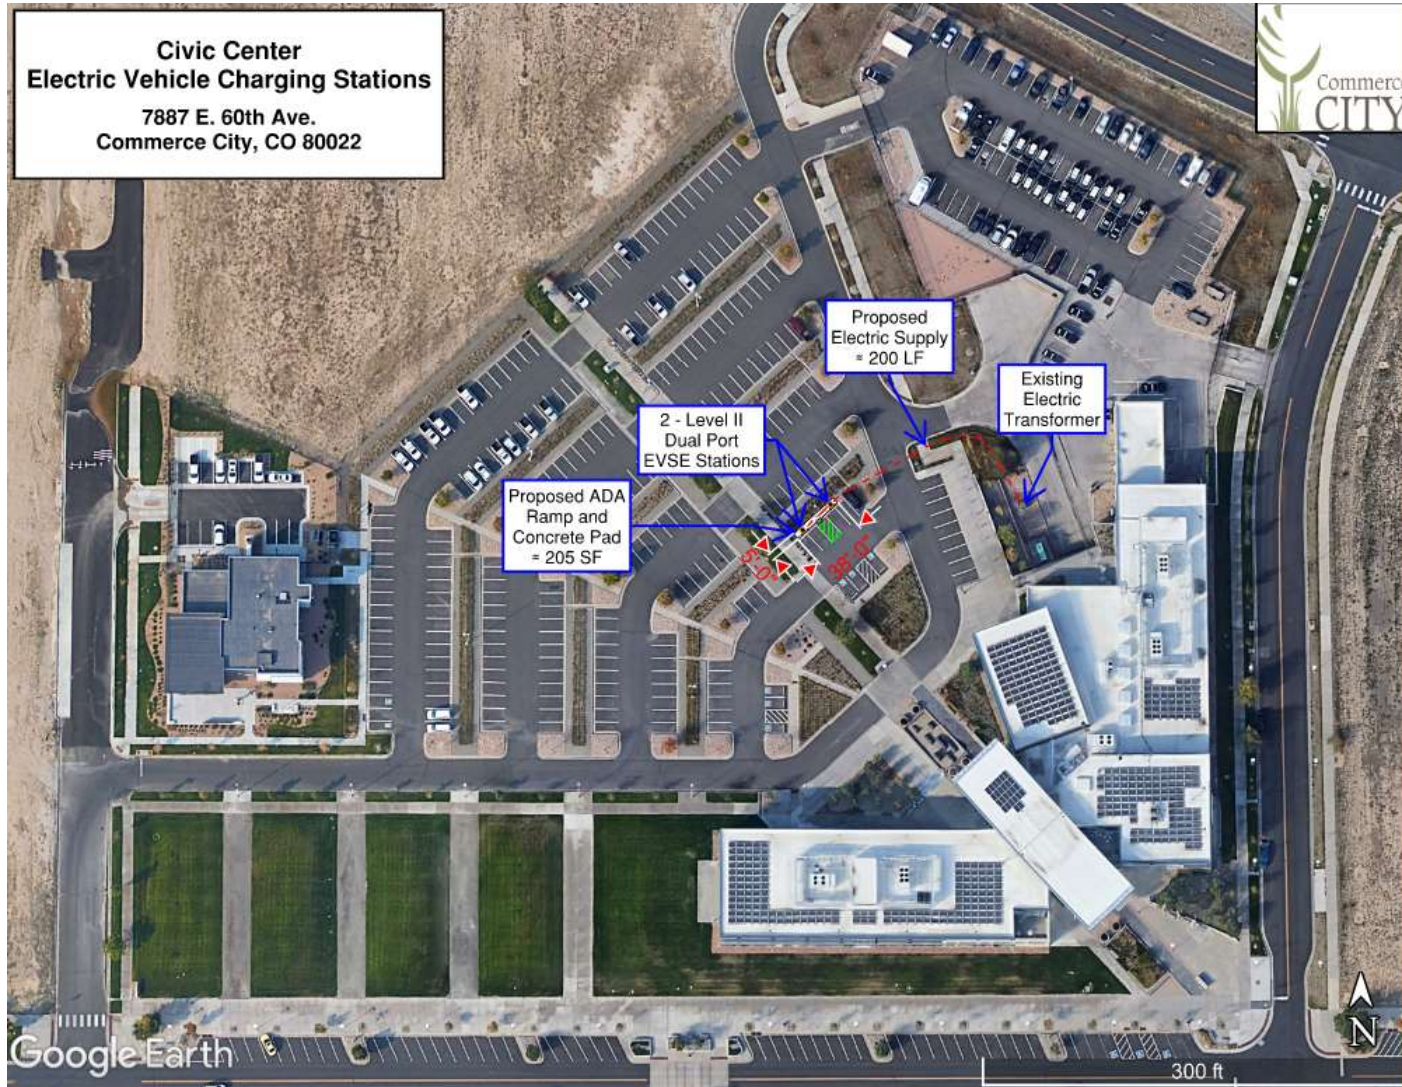 Civic Center
Electric Vehicle Charging Stations
7887 E. 60th Ave.
Commerce City, CO 80022
Commerce
CITY
Proposed
Electric Supply
≈ 200 LF
Existing
Electric
Transformer
2 - Level II
Dual Port
EVSE Stations
Proposed ADA
Ramp and
Concrete Pad
≈ 205 SF
5'-0"
38'-0"
N
Google Earth
300 ft